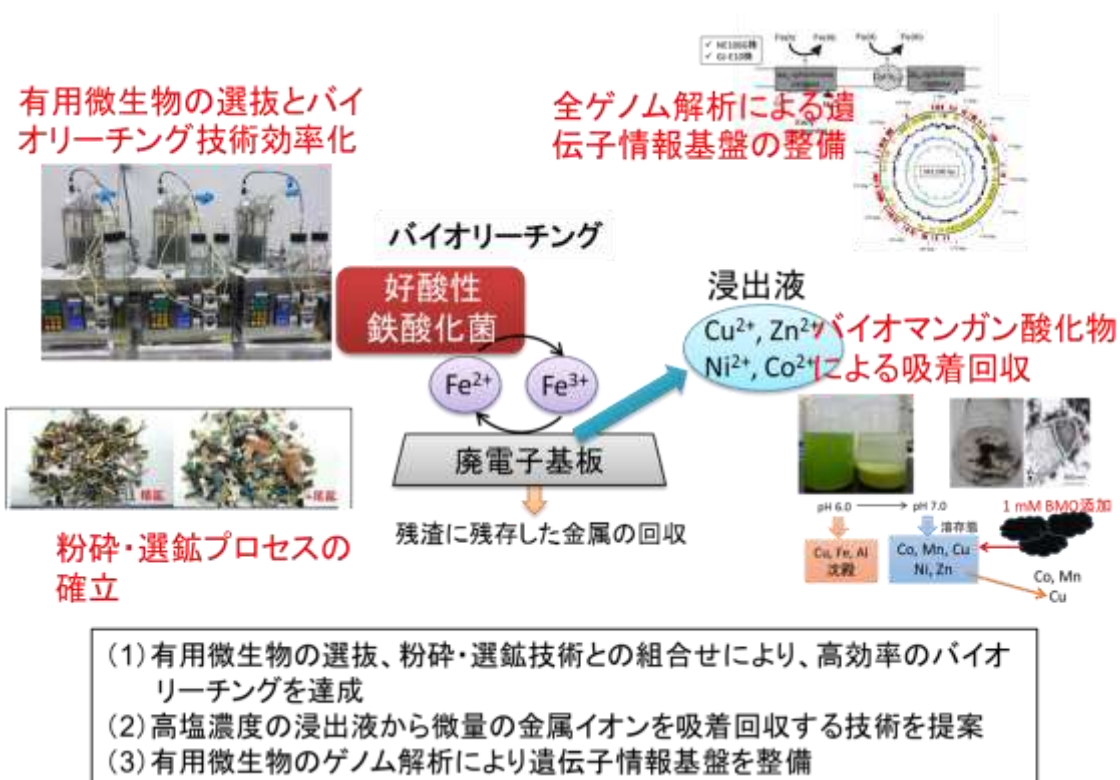 有用微生物の選抜とバイ
オリーチング技術効率化
全ゲノム解析による遺
伝子情報基盤の整備
バイオリーチング
好酸性
鉄酸化菌
Fe2+
Fe3+
廃電子基板
残渣に残存した金属の回収
浸出液
Cu2+, Zn2+
Ni2+, Co2+
バイオマンガン酸化物
による吸着回収
精鉱
尾鉱
粉砕・選鉱プロセスの
確立
pH 6.0
pH 7.0
1 mM BMO添加
溶存態
Cu, Fe, Al
沈殿
Co, Mn, Cu
Ni, Zn
Co, Mn
Cu
(1)有用微生物の選抜、粉砕・選鉱技術との組合せにより、高効率のバイオ
リーチングを達成
(2)高塩濃度の浸出液から微量の金属イオンを吸着回収する技術を提案
(3)有用微生物のゲノム解析により遺伝子情報基盤を整備